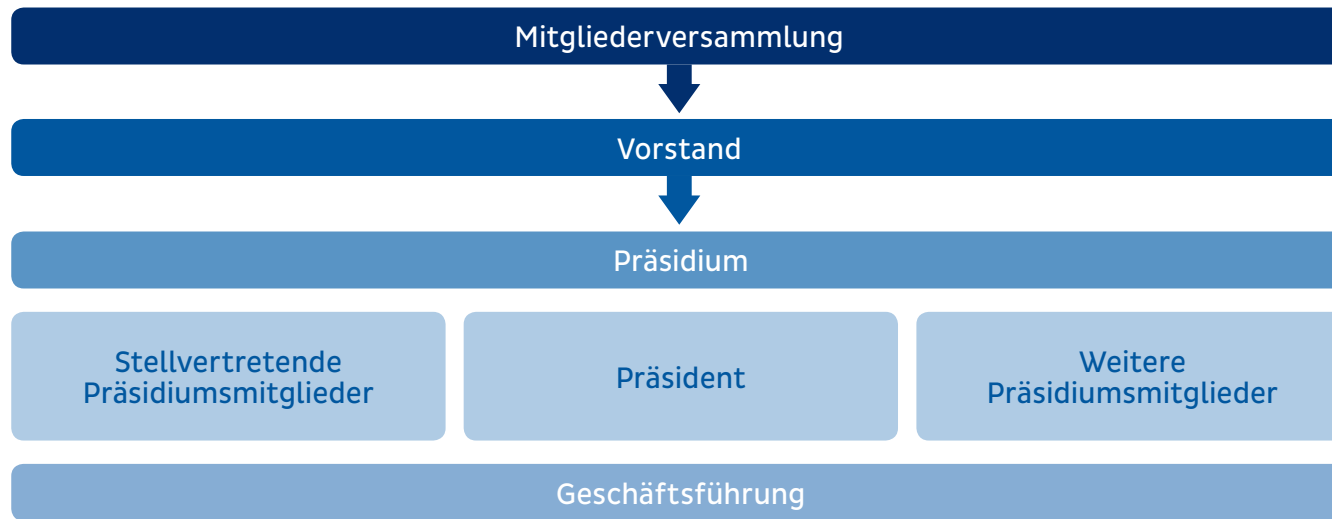 Mitgliederversammlung
Vorstand
Präsidium
Stellvertretende
Präsidiumsmitglieder
Präsident
Weitere
Präsidiumsmitglieder
Geschäftsführung